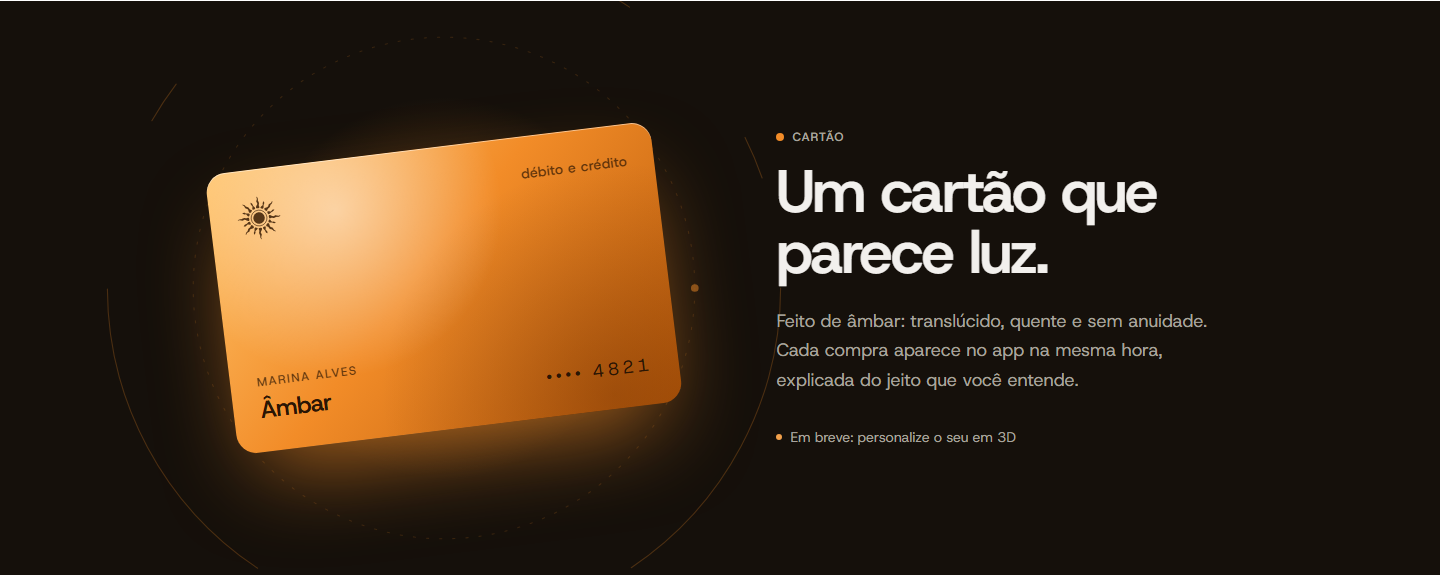 débito e crédito
MARINA ALVES
Âmbar
•••• 4821
CARTÃO
Um cartão que
parece luz.
Feito de âmbar: translúcido, quente e sem anuidade.
Cada compra aparece no app na mesma hora,
explicada do jeito que você entende.
Em breve: personalize o seu em 3D